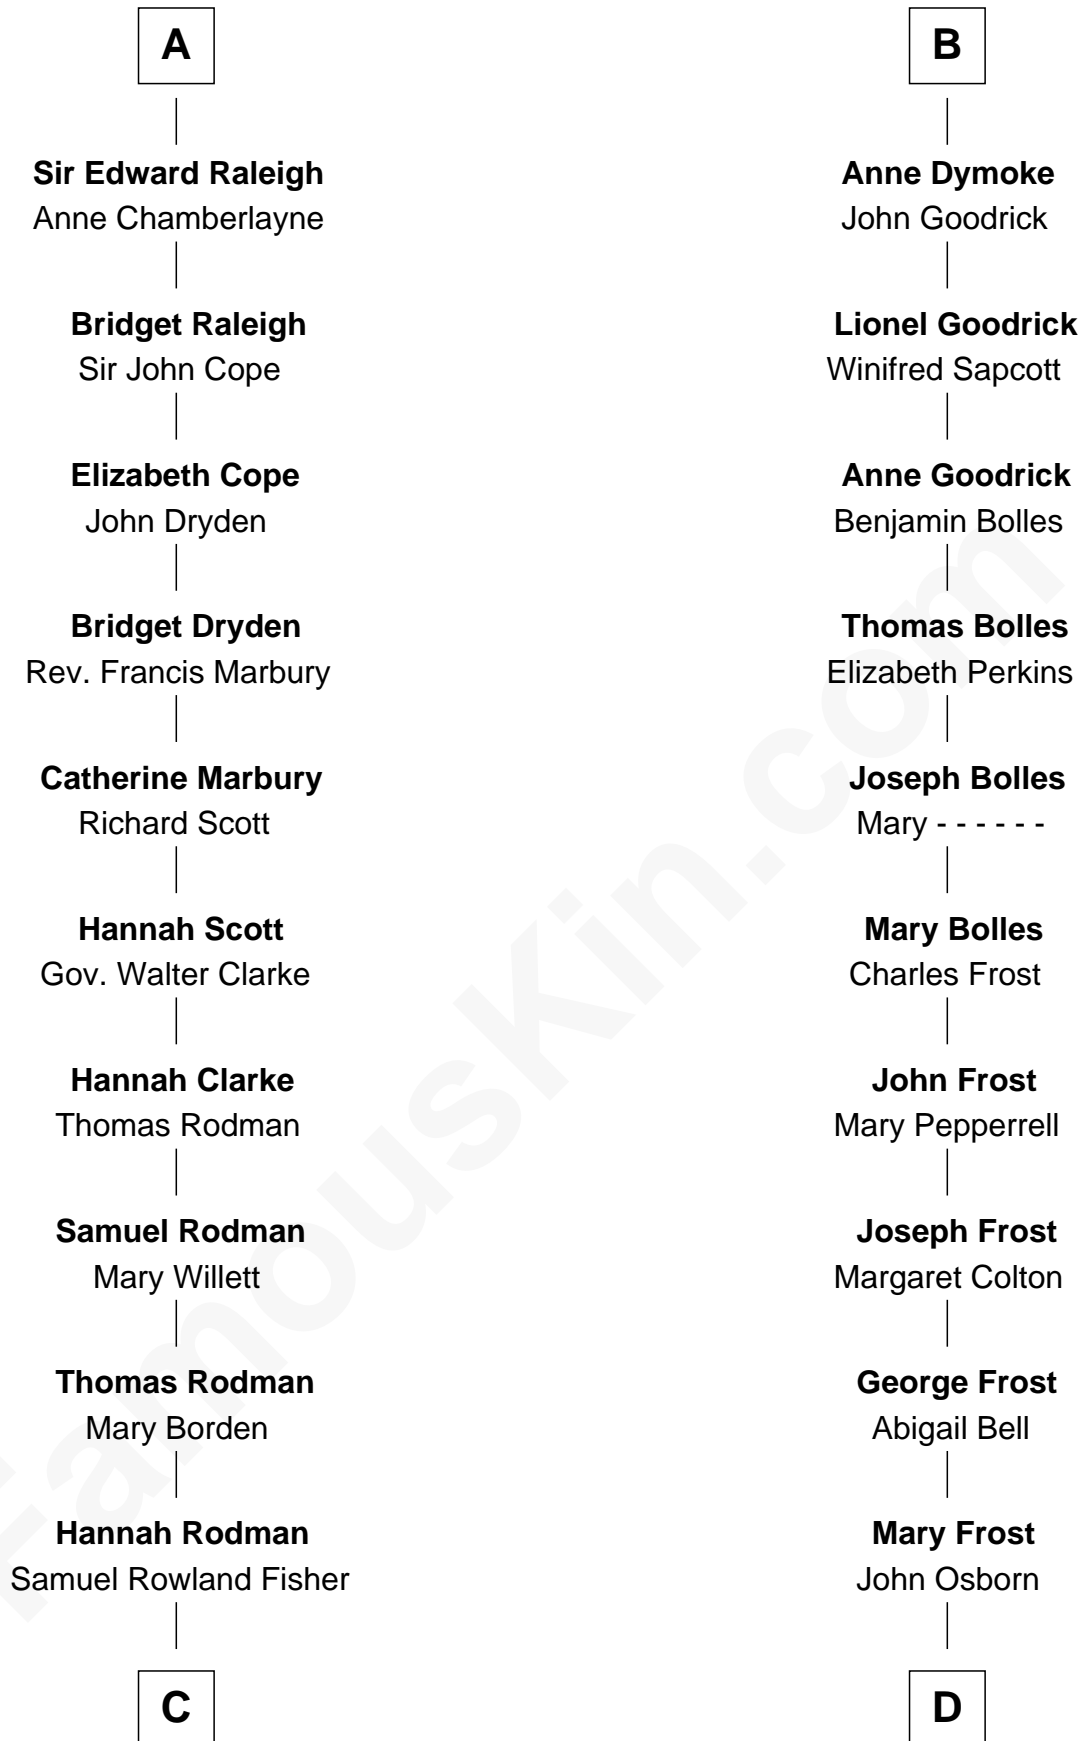 A
Sir Edward Raleigh
Anne Chamberlayne
Bridget Raleigh
Sir John Cope
Elizabeth Cope
John Dryden
Bridget Dryden
Rev. Francis Marbury
Catherine Marbury
Richard Scott
Hannah Scott
Gov. Walter Clarke
Hannah Clarke
Thomas Rodman
Samuel Rodman
Mary Willett
Thomas Rodman
Mary Borden
Hannah Rodman
Samuel Rowland Fisher
C
B
Anne Dymoke
John Goodrick
Lionel Goodrick
Winifred Sapcott
Anne Goodrick
Benjamin Bolles
Thomas Bolles
Elizabeth Perkins
Joseph Bolles
Mary - - - - - -
Mary Bolles
Charles Frost
John Frost
Mary Pepperrell
Joseph Frost
Margaret Colton
George Frost
Abigail Bell
Mary Frost
John Osborn
D
FamousKin.com